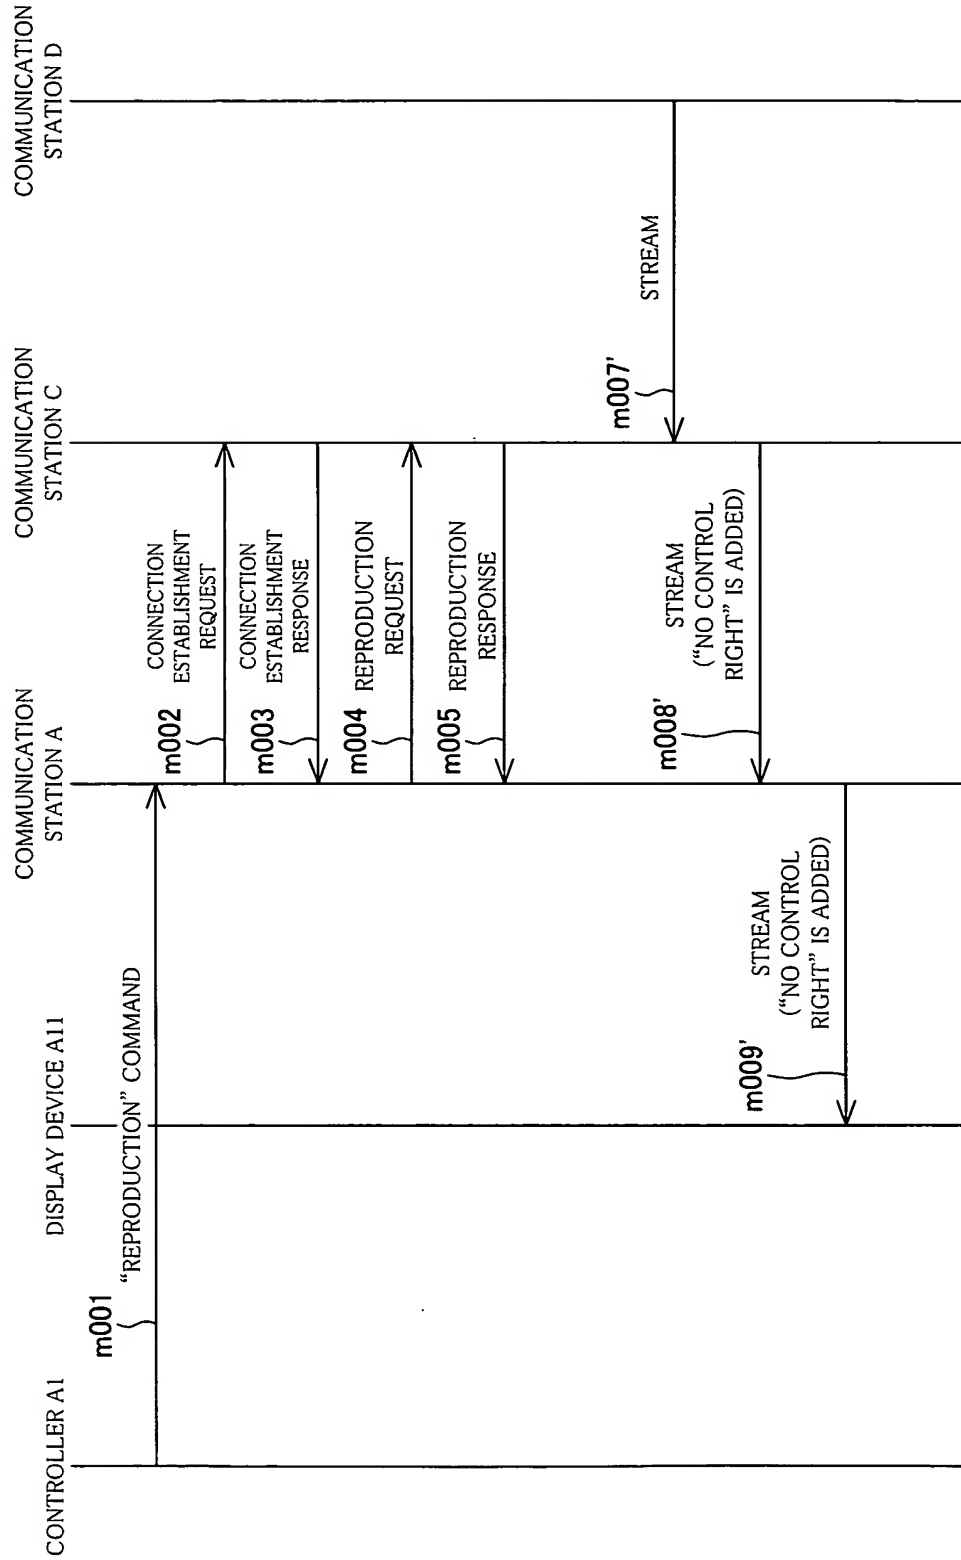 CONTROLLER A1
DISPLAY DEVICE A11
COMMUNICATION
STATION A
COMMUNICATION
STATION C
COMMUNICATION
STATION D
m001
“REPRODUCTION” COMMAND
m002
CONNECTION
ESTABLISHMENT
REQUEST
m003
CONNECTION
ESTABLISHMENT
RESPONSE
m004
REPRODUCTION
REQUEST
m005
REPRODUCTION
RESPONSE
m007'
STREAM
m008'
STREAM
(“NO CONTROL
RIGHT” IS ADDED)
m009'
STREAM
(“NO CONTROL
RIGHT” IS ADDED)